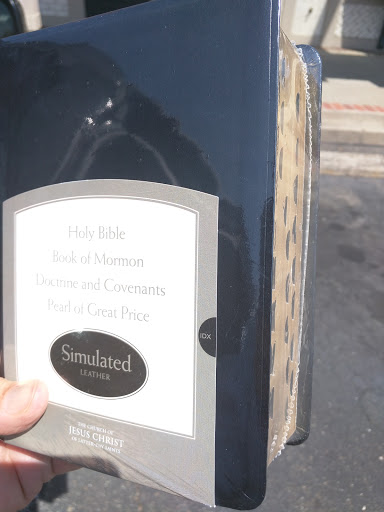 Holy Bible
Book of Mormon
Doctrine and Covenants
Pearl of Great Price
IDX
Simulated
LEATHER
THE CHURCH OF
JESUS CHRIST
OF LATTER-DAY SAINTS